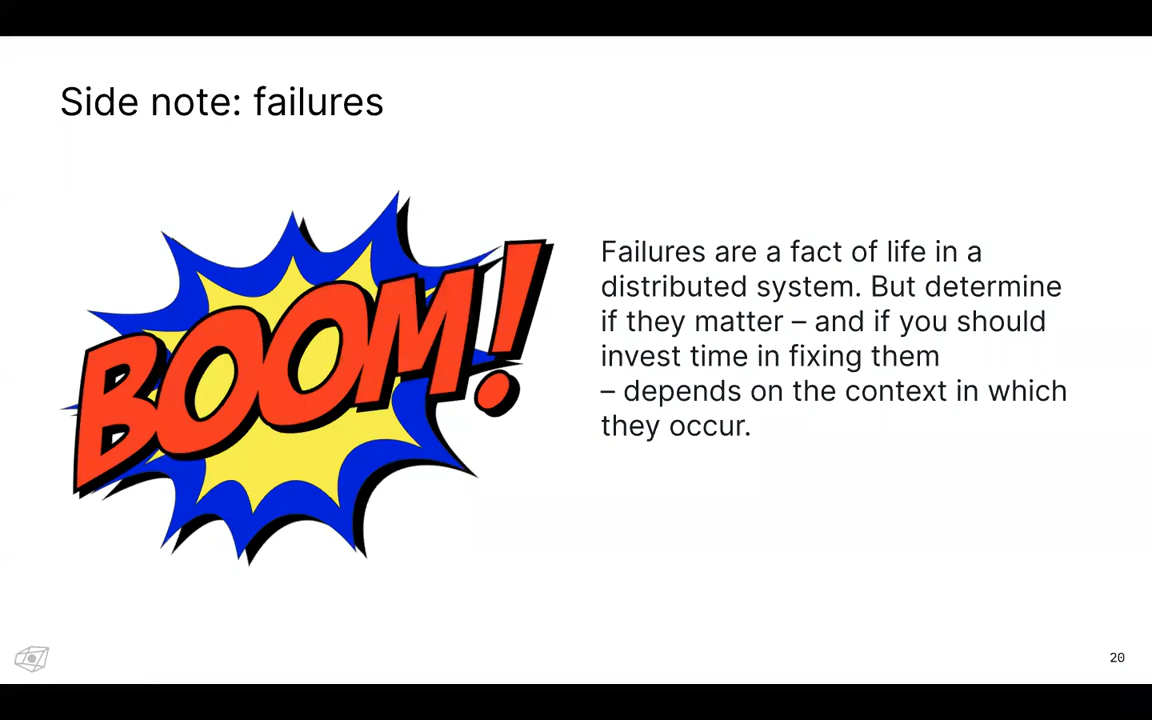 Side note: failures
BOOM!
Failures are a fact of life in a
distributed system. But determine
if they matter – and if you should
invest time in fixing them
– depends on the context in which
they occur.
20